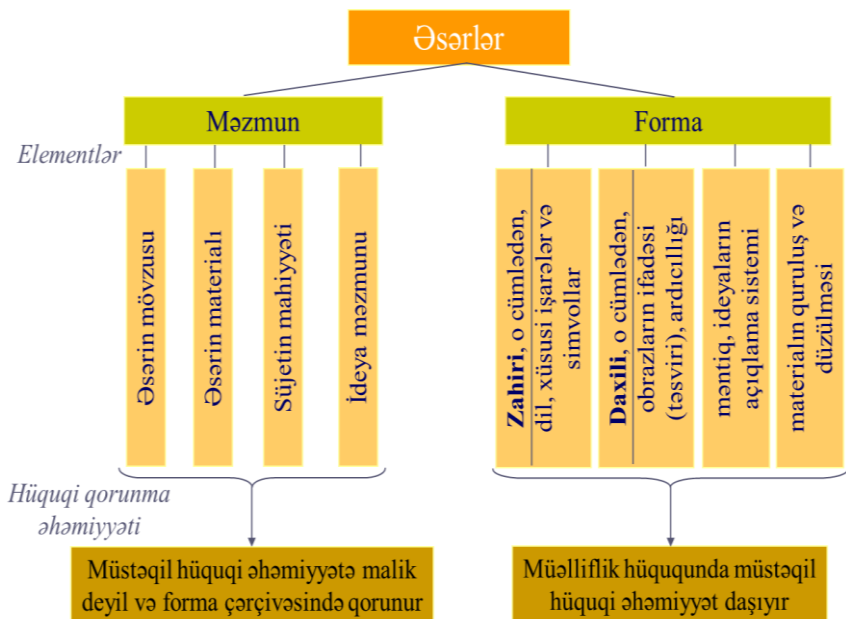 Əsərlər
Məzmun
Forma
Elementlər
Əsərin mövzusu
Əsərin materialı
Süjetin mahiyyəti
İdeya məzmunu
Zahiri, o cümlədən,
dil, xüsusi işarələr və
simvollar
Daxili, o cümlədən,
obrazların ifadəsi
(təsviri), ardıcıllığı
məntiq, ideyaların
açıqlama sistemi
materialın quruluş və
düzülməsi
Hüquqi qorunma
əhəmiyyəti
Müstəqil hüquqi əhəmiyyətə malik
deyil və forma çərçivəsində qorunur
Müəlliflik hüququnda müstəqil
hüquqi əhəmiyyət daşıyır